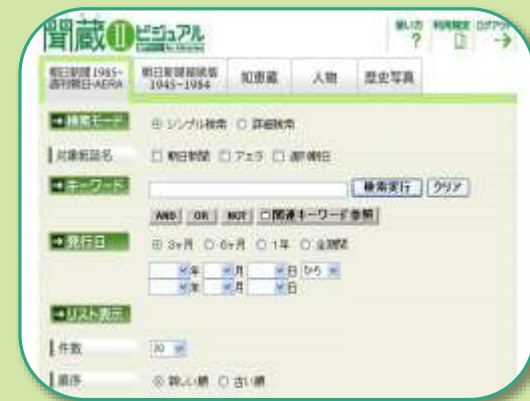 聞蔵Ⅱビジュアル
使い方 利用規定 ログアウト
朝日新聞1985~ 週刊朝日・AERA
朝日新聞縮刷版 1945~1984
知恵蔵
人物
歴史写真
検索モード
シンプル検索 詳細検索
対象紙誌名
朝日新聞 アエラ 週刊朝日
キーワード
検索実行 クリア
AND OR NOT 関連キーワード参照
発行日
3ヶ月 6ヶ月 1年 全期間
年 月 日 から
年 月 日
リスト表示
件数
20
順序
新しい順 古い順